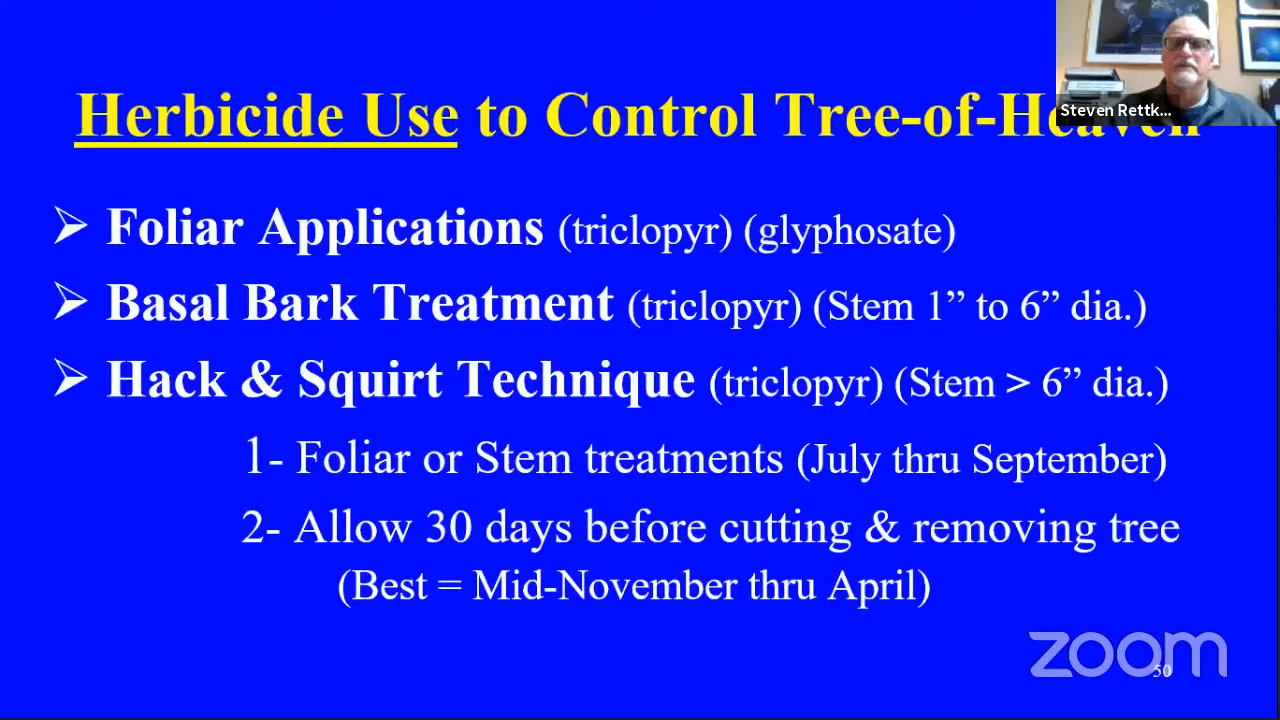 Steven Rettk...
Herbicide Use to Control Tree-of-Heaven
➢ Foliar Applications (triclopyr) (glyphosate)
➢ Basal Bark Treatment (triclopyr) (Stem 1” to 6” dia.)
➢ Hack & Squirt Technique (triclopyr) (Stem > 6” dia.)
1- Foliar or Stem treatments (July thru September)
2- Allow 30 days before cutting & removing tree
(Best = Mid-November thru April)
zoom
50